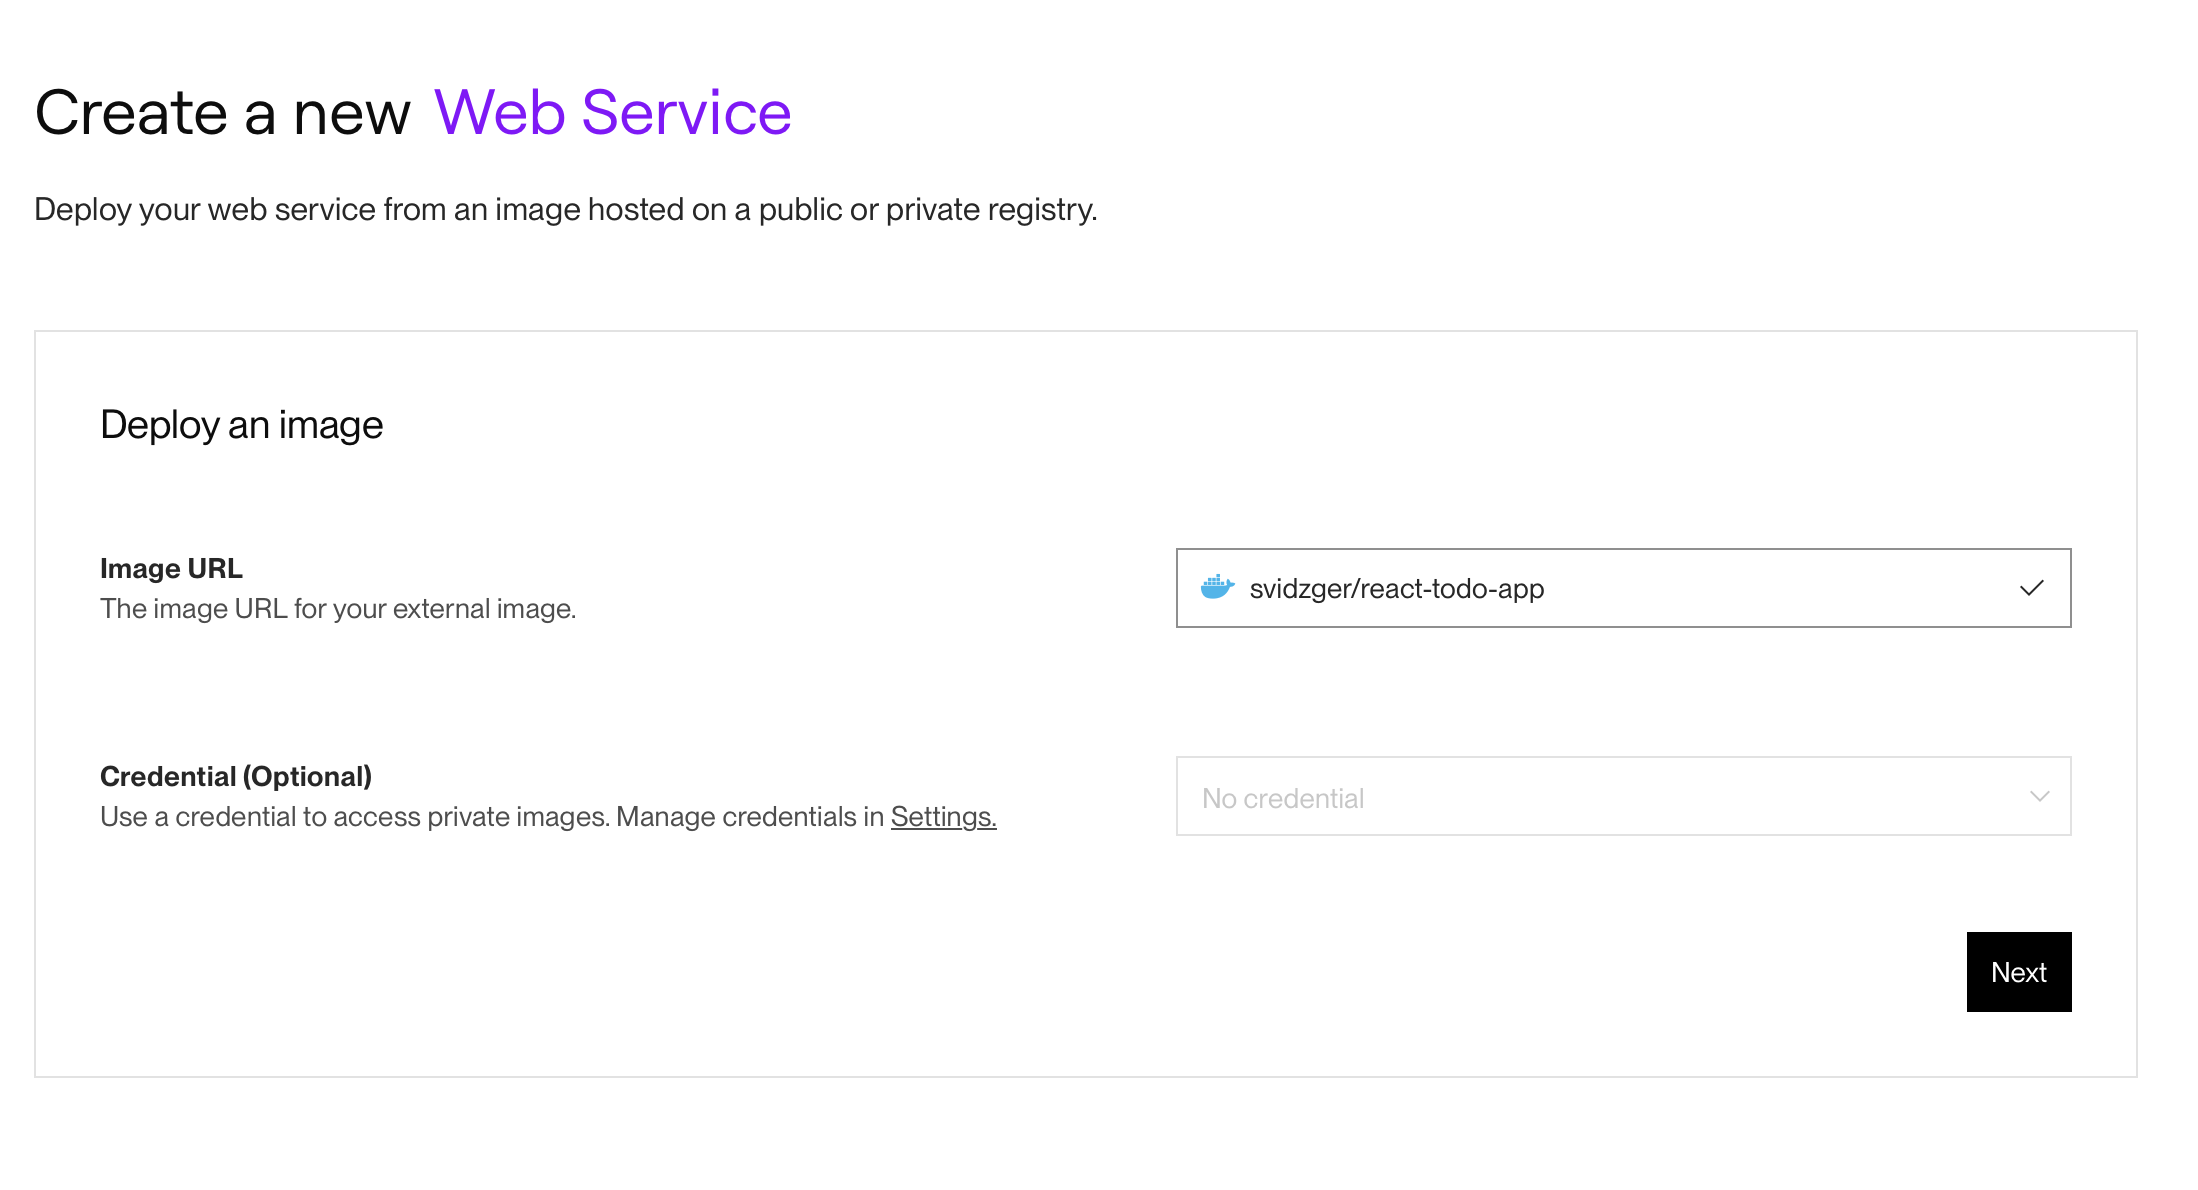 Create a new Web Service
Deploy your web service from an image hosted on a public or private registry.
Deploy an image
Image URL
The image URL for your external image.
svidzger/react-todo-app
Credential (Optional)
Use a credential to access private images. Manage credentials in Settings.
No credential
Next